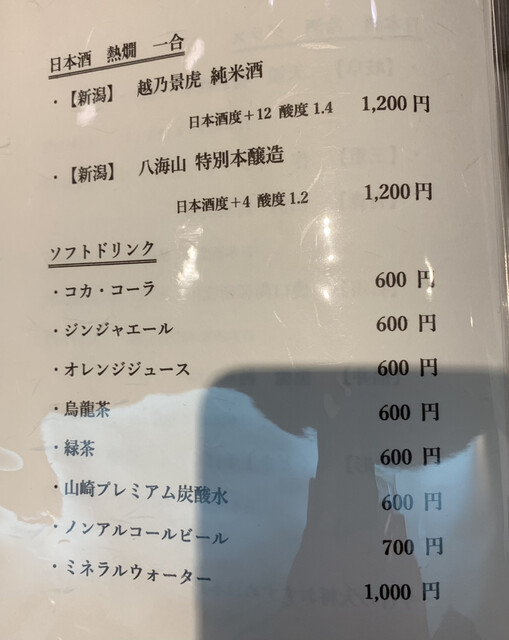 日本酒 熱燗 一合
・【新潟】 越乃景虎 純米酒
日本酒度+12 酸度1.4 1,200円
・【新潟】 八海山 特別本醸造
日本酒度+4 酸度1.2 1,200円
ソフトドリンク
・コカ・コーラ 600 円
・ジンジャエール 600 円
・オレンジジュース 600 円
・烏龍茶 600 円
・緑茶 600 円
・山崎プレミアム炭酸水 600 円
・ノンアルコールビール 700 円
・ミネラルウォーター 1,000 円